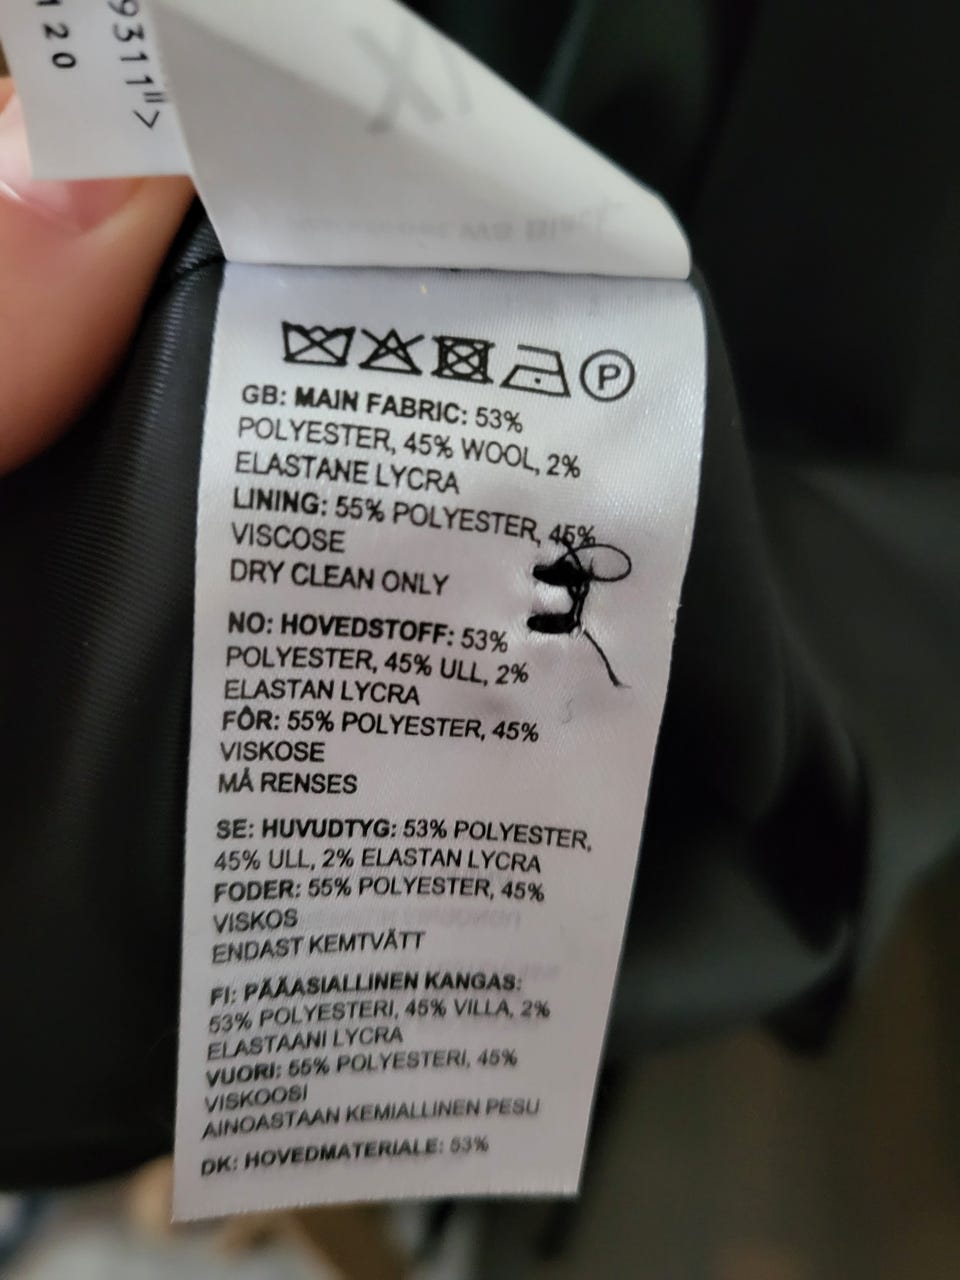 9311">
120
P
GB: MAIN FABRIC: 53%
POLYESTER, 45% WOOL, 2%
ELASTANE LYCRA
LINING: 55% POLYESTER, 45%
VISCOSE
DRY CLEAN ONLY
NO: HOVEDSTOFF: 53%
POLYESTER, 45% ULL, 2%
ELASTAN LYCRA
FÔR: 55% POLYESTER, 45%
VISKOSE
MÅ RENSES
SE: HUVUDTYG: 53% POLYESTER,
45% ULL, 2% ELASTAN LYCRA
FODER: 55% POLYESTER, 45%
VISKOS
ENDAST KEMTVÄTT
FI: PÄÄASIALLINEN KANGAS:
53% POLYESTERI, 45% VILLA, 2%
ELASTAANI LYCRA
VUORI: 55% POLYESTERI, 45%
VISKOOSI
AINOASTAAN KEMIALLINEN PESU
DK: HOVEDMATERIALE: 53%